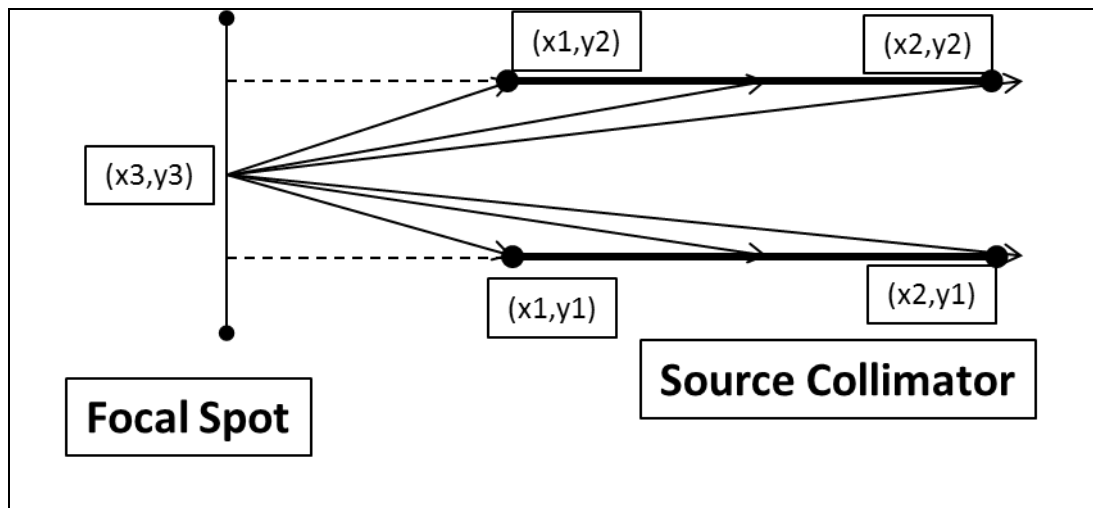 (x1,y2)
(x2,y2)
(x3,y3)
(x1,y1)
(x2,y1)
Source Collimator
Focal Spot